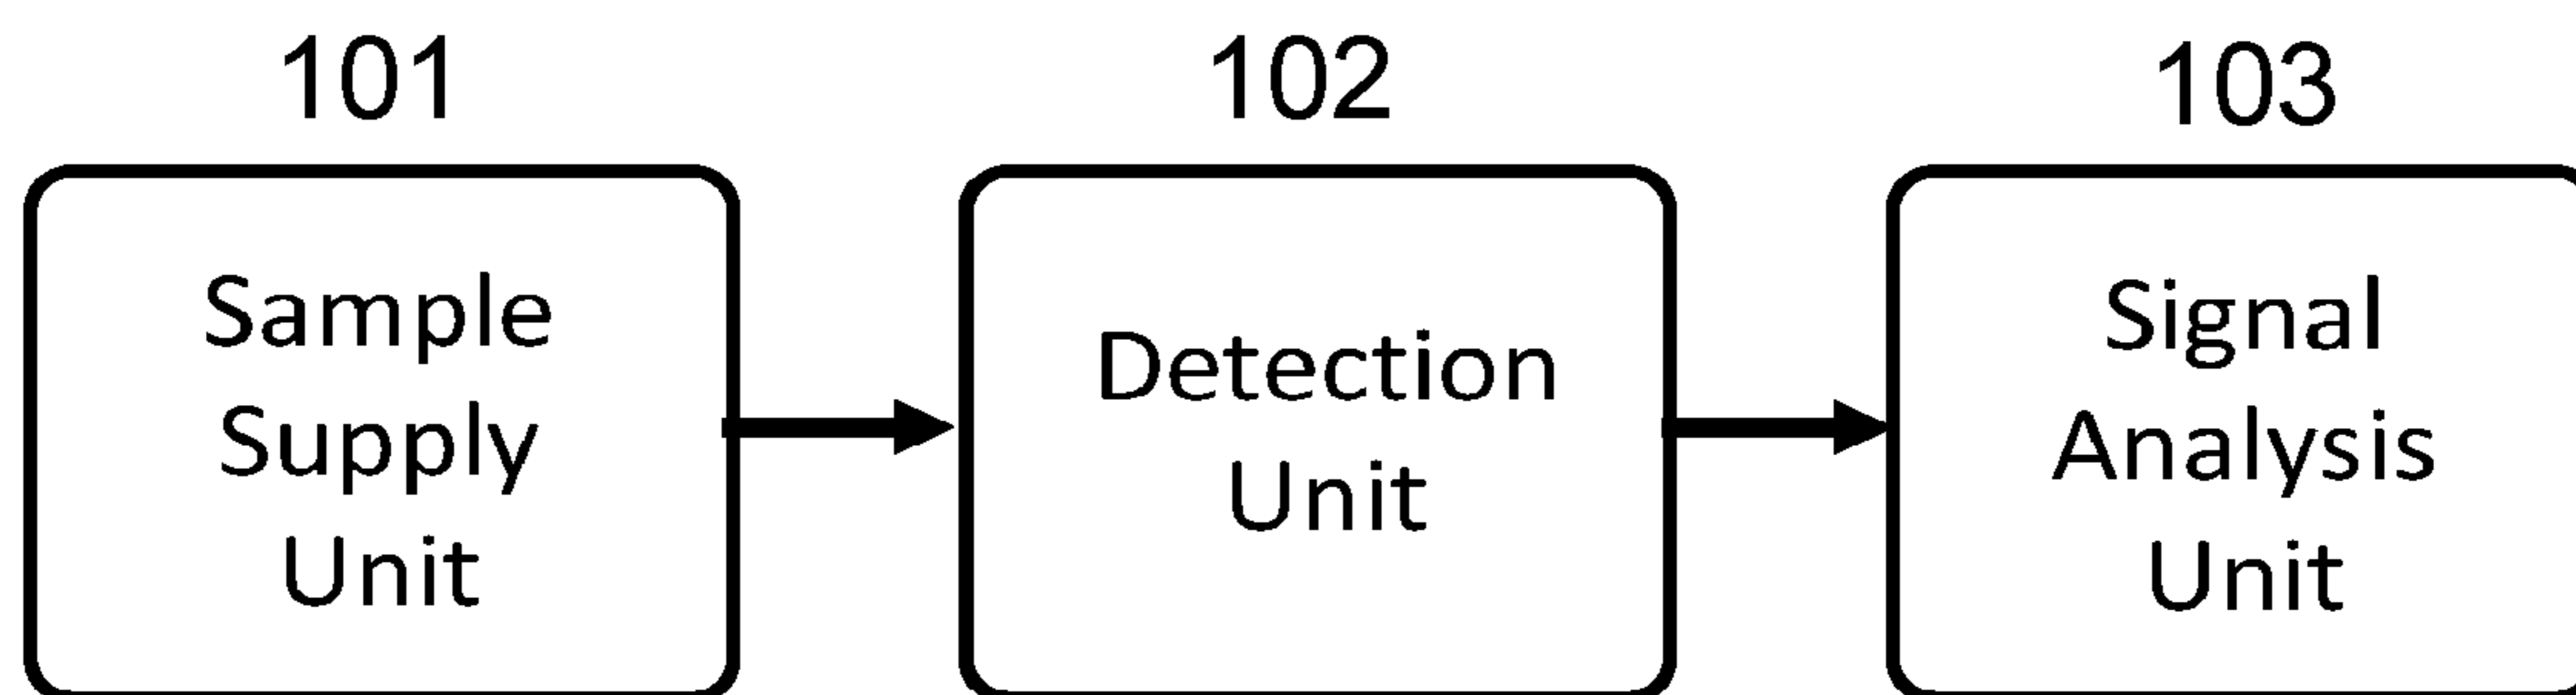 101
102
103
Sample
Supply
Unit
Detection
Unit
Signal
Analysis
Unit